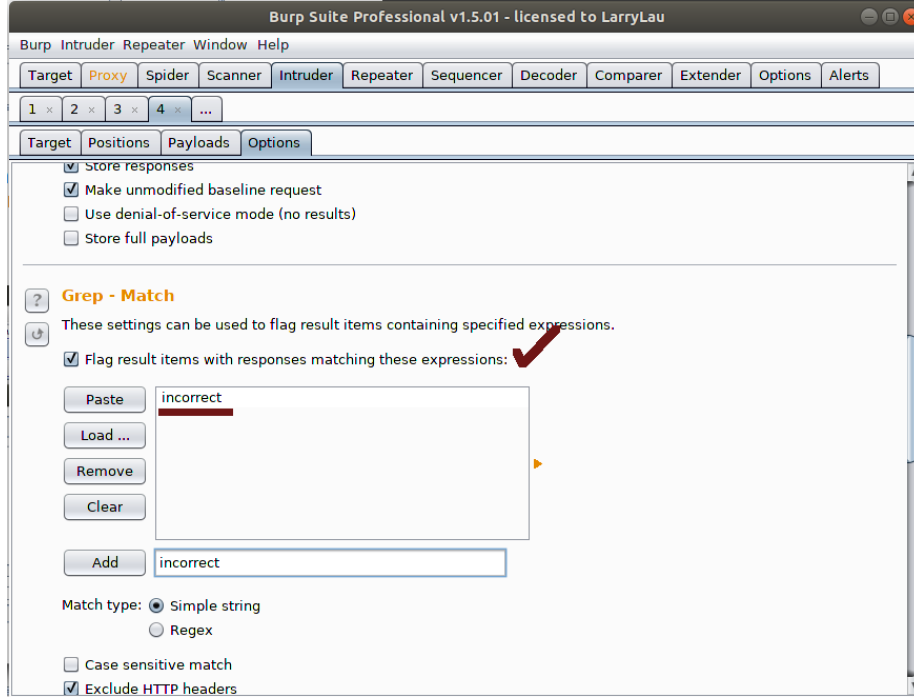 Burp Suite Professional v1.5.01 - licensed to LarryLau
Burp Intruder Repeater Window Help
Target Proxy Spider Scanner Intruder Repeater Sequencer Decoder Comparer Extender Options Alerts
1 × 2 × 3 × 4 × ...
Target Positions Payloads Options
Store responses
Make unmodified baseline request
Use denial-of-service mode (no results)
Store full payloads
? Grep - Match
These settings can be used to flag result items containing specified expressions.
Flag result items with responses matching these expressions:
Paste incorrect
Load ...
Remove
Clear
Add incorrect
Match type: Simple string
Regex
Case sensitive match
Exclude HTTP headers